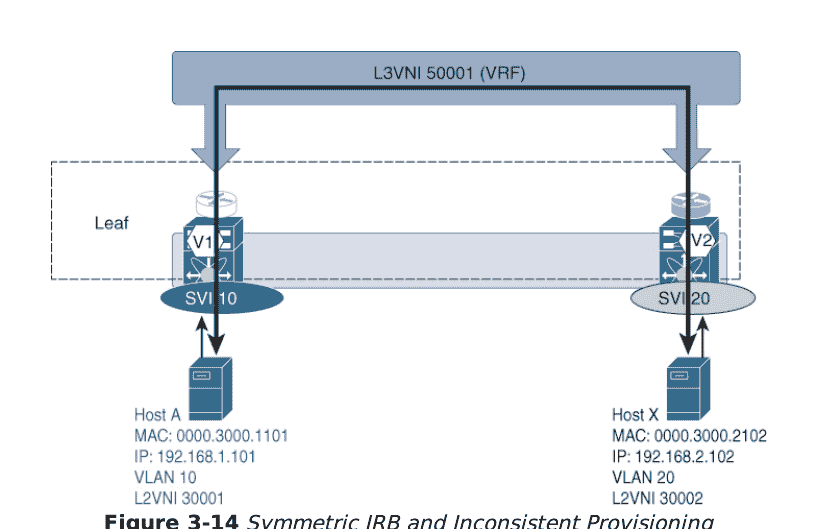 L3VNI 50001 (VRF)
Leaf
V1
V2
SVI 10
SVI 20
Host A
MAC: 0000.3000.1101
IP: 192.168.1.101
VLAN 10
L2VNI 30001
Host X
MAC: 0000.3000.2102
IP: 192.168.2.102
VLAN 20
L2VNI 30002
Figure 3-14 Symmetric IRB and Inconsistent Provisioning